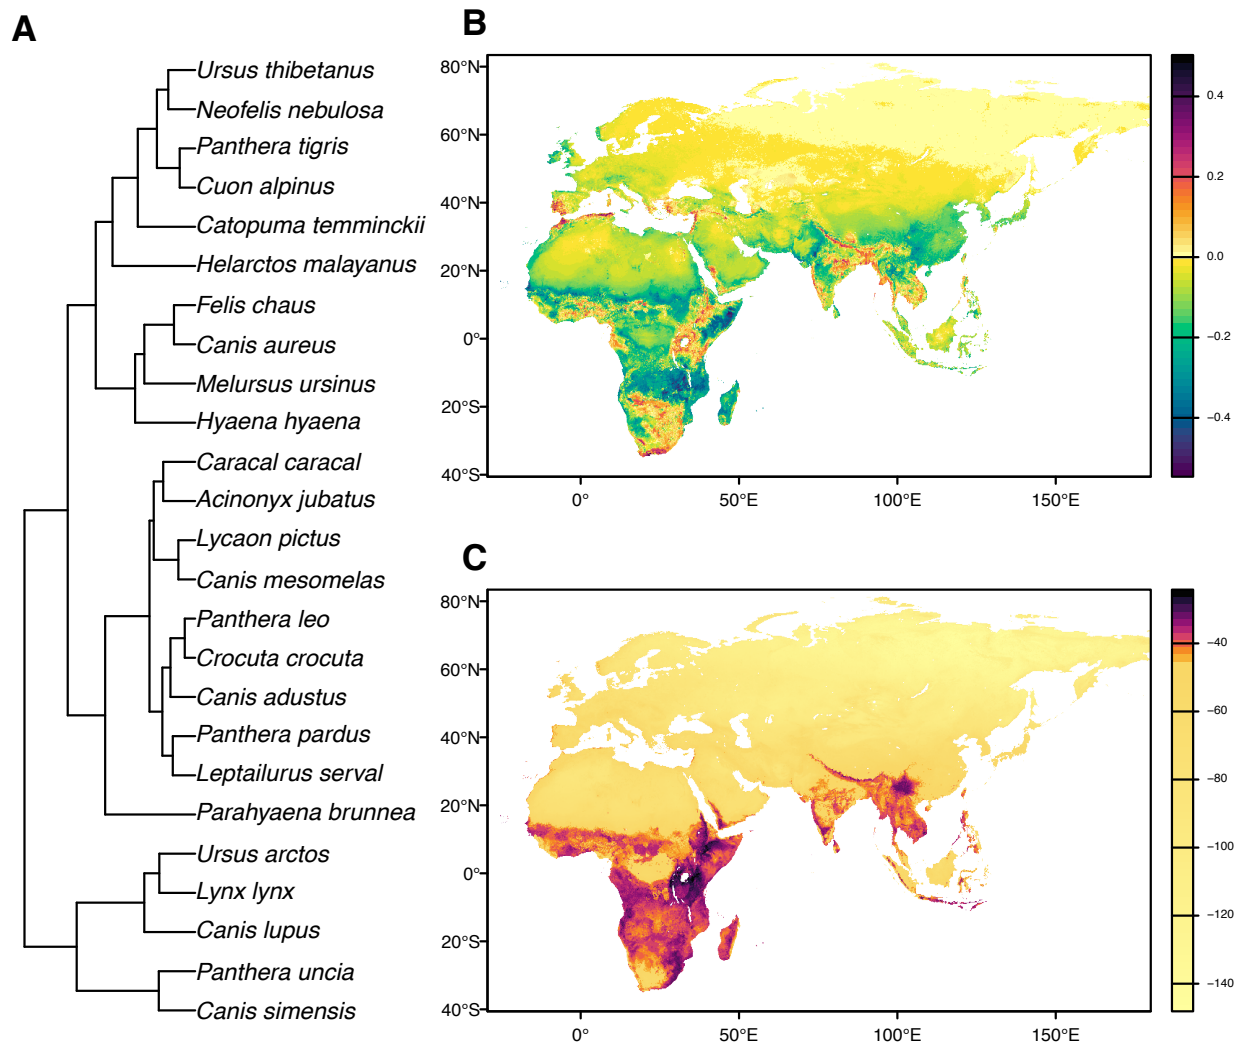 A
Ursus thibetanus
Neofelis nebulosa
Panthera tigris
Cuon alpinus
Catopuma temminckii
Helarctos malayanus
Felis chaus
Canis aureus
Melursus ursinus
Hyaena hyaena
Caracal caracal
Acinonyx jubatus
Lycaon pictus
Canis mesomelas
Panthera leo
Crocuta crocuta
Canis adustus
Panthera pardus
Leptailurus serval
Parahyaena brunnea
Ursus arctos
Lynx lynx
Canis lupus
Panthera uncia
Canis simensis
B
80°N
60°N
40°N
20°N
0°
20°S
40°S
0° 50°E 100°E 150°E
0.4
0.2
0.0
−0.2
−0.4
C
80°N
60°N
40°N
20°N
0°
20°S
40°S
0° 50°E 100°E 150°E
−40
−60
−80
−100
−120
−140